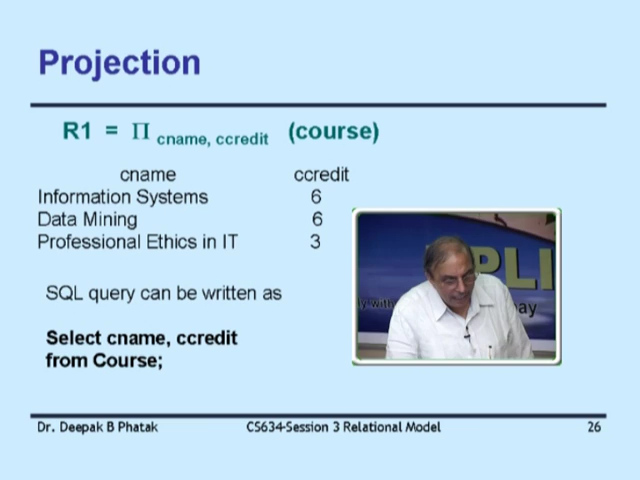 Projection
R1 = Π cname, ccredit (course)
cname ccredit
Information Systems 6
Data Mining 6
Professional Ethics in IT 3
SQL query can be written as
Select cname, ccredit
from Course;
PLI
ay
Dr. Deepak B Phatak CS634-Session 3 Relational Model 26